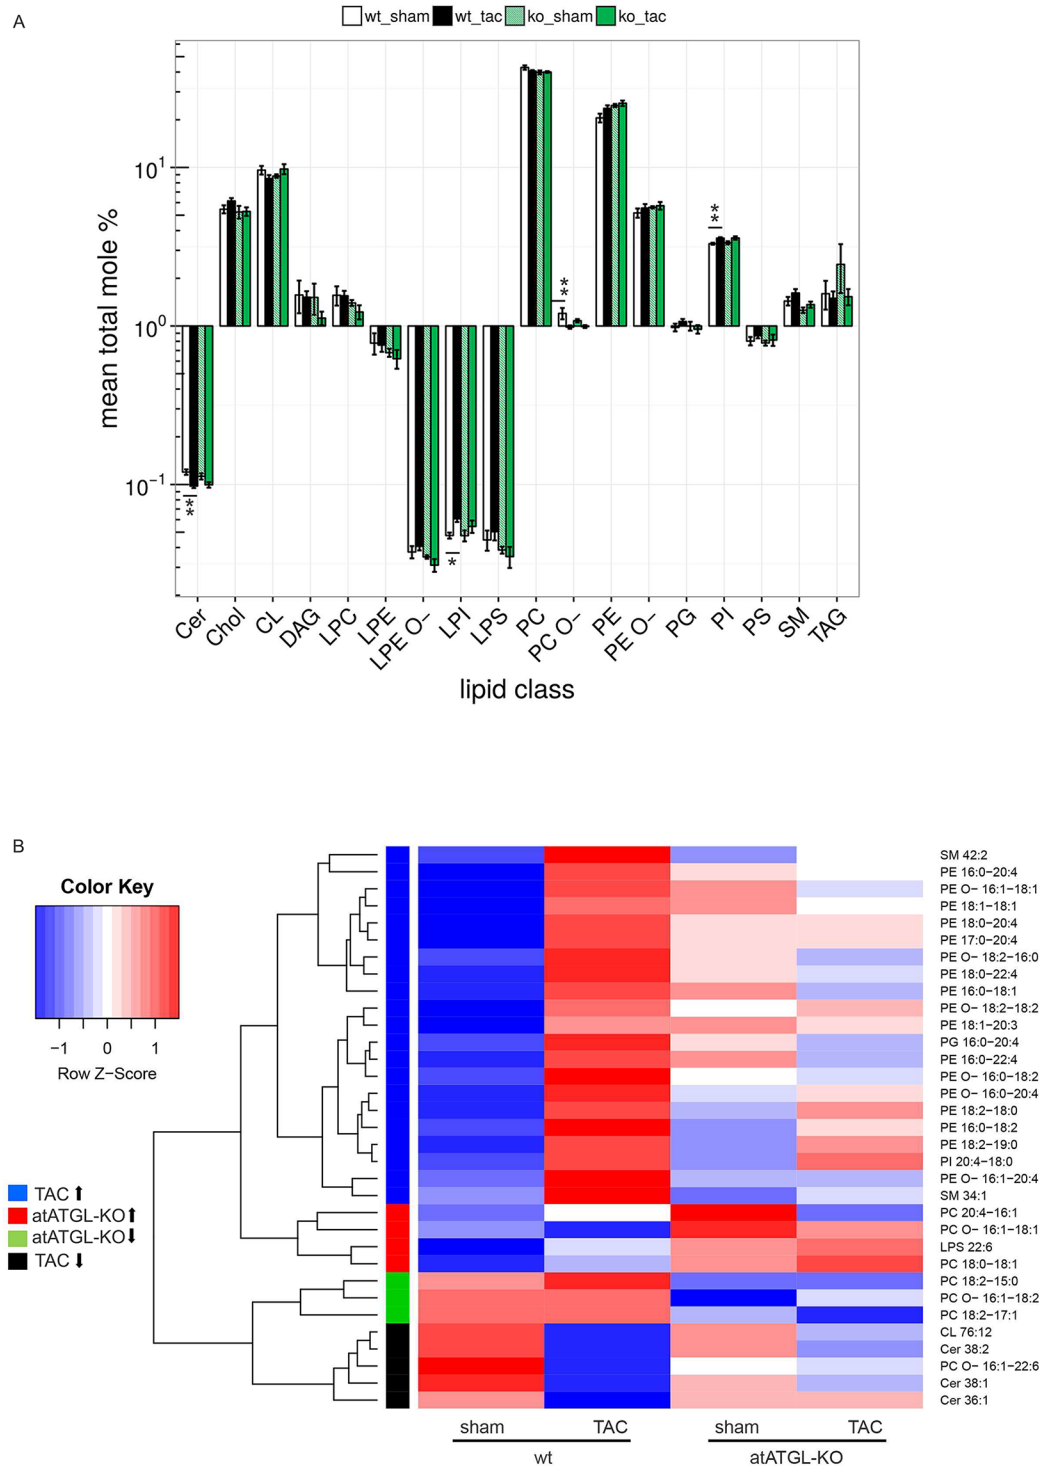 A
wt_sham wt_tac ko_sham ko_tac
mean total mole %
10¹
10⁰
10⁻¹
**
*
**
**
Cer Chol CL DAG LPC LPE LPE O− LPI LPS PC PC O− PE PE O− PG PI PS SM TAG
lipid class
B
Color Key
−1 0 1
Row Z−Score
TAC ⬆
atATGL-KO⬆
atATGL-KO⬇
TAC ⬇
SM 42:2
PE 16:0−20:4
PE O− 16:1−18:1
PE 18:1−18:1
PE 18:0−20:4
PE 17:0−20:4
PE O− 18:2−16:0
PE 18:0−22:4
PE 16:0−18:1
PE O− 18:2−18:2
PE 18:1−20:3
PG 16:0−20:4
PE 16:0−22:4
PE O− 16:0−18:2
PE O− 16:0−20:4
PE 18:2−18:0
PE 16:0−18:2
PE 18:2−19:0
PI 20:4−18:0
PE O− 16:1−20:4
SM 34:1
PC 20:4−16:1
PC O− 16:1−18:1
LPS 22:6
PC 18:0−18:1
PC 18:2−15:0
PC O− 16:1−18:2
PC 18:2−17:1
CL 76:12
Cer 38:2
PC O− 16:1−22:6
Cer 38:1
Cer 36:1
sham TAC sham TAC
wt atATGL-KO